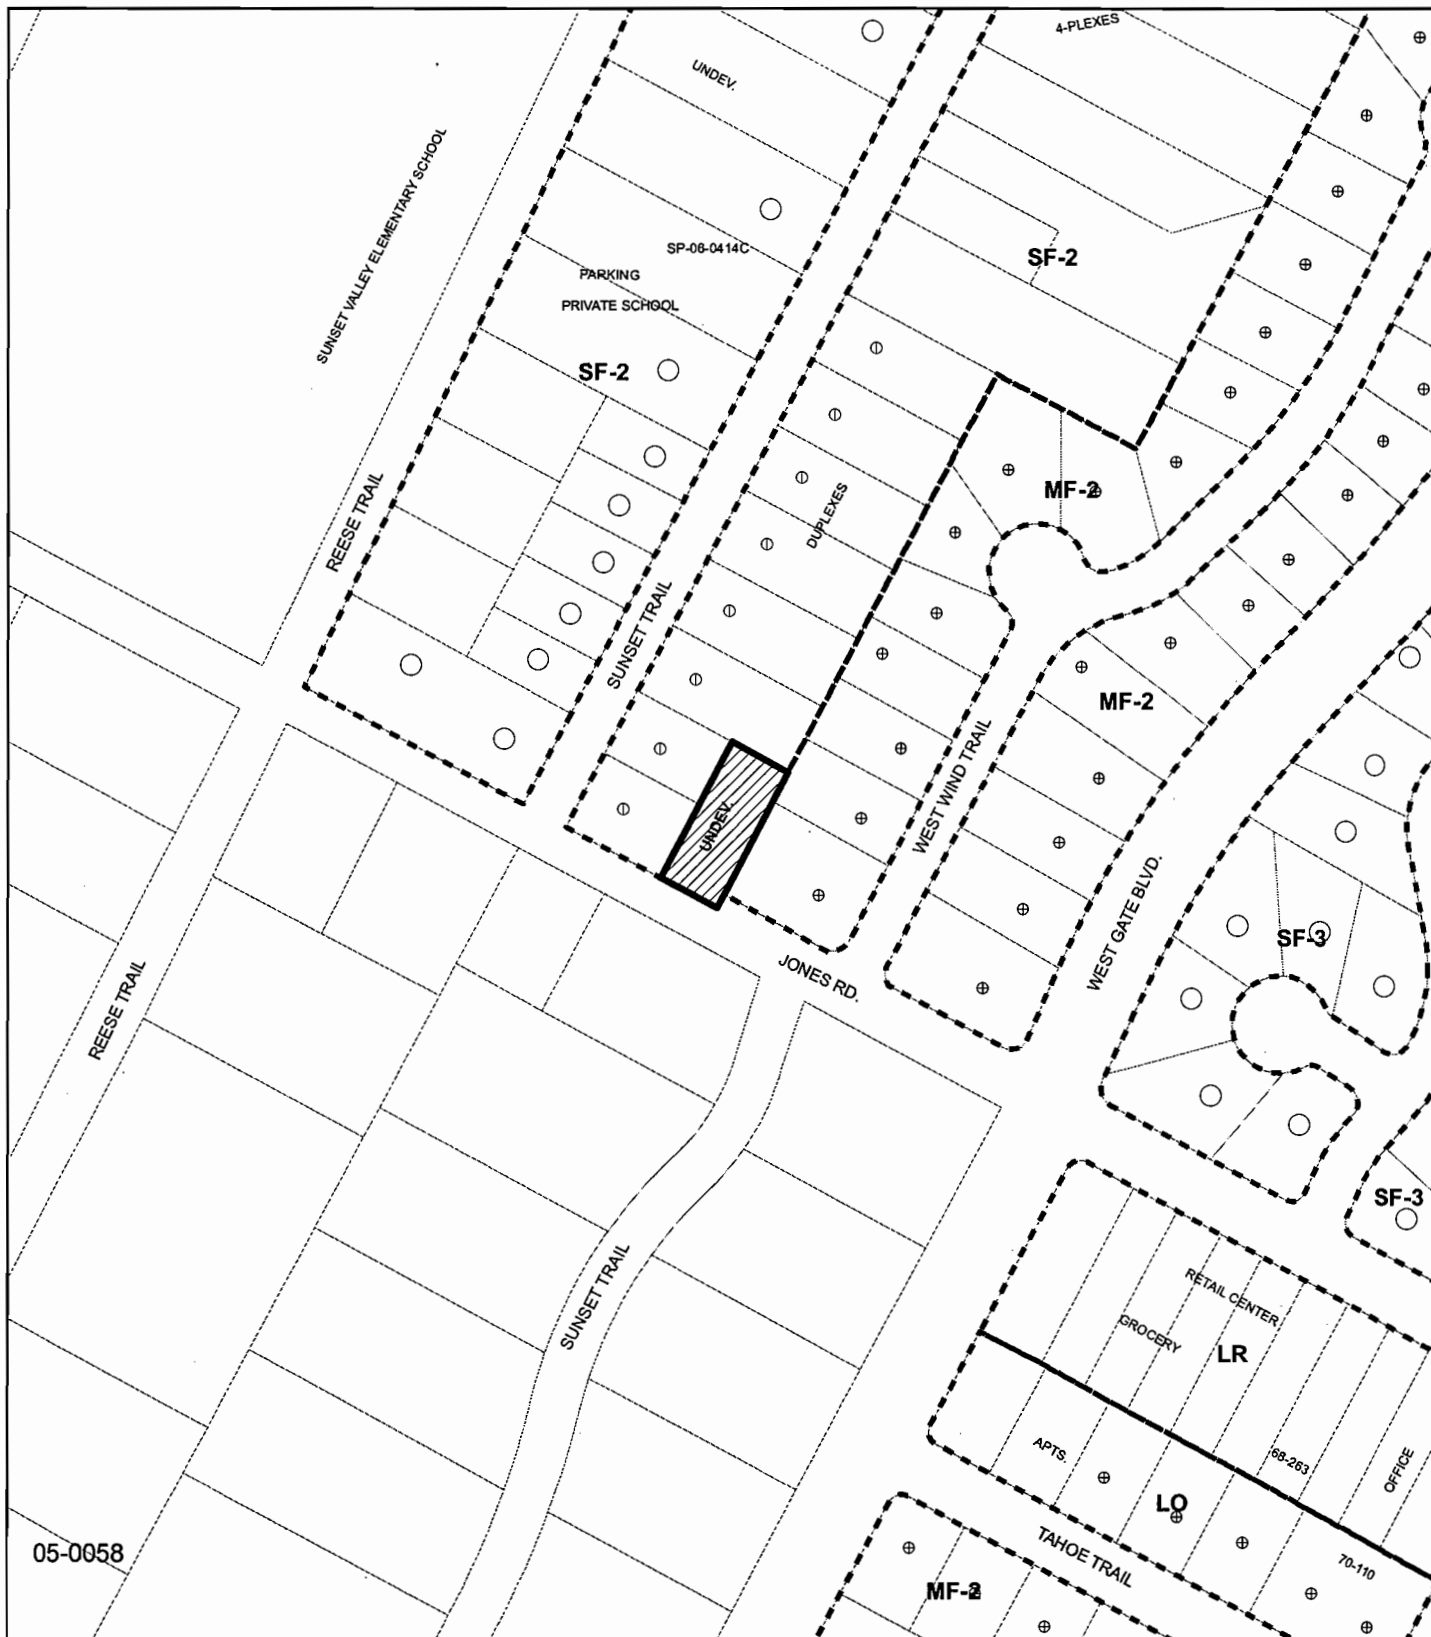 4-PLEXES
UNDEV.
SUNSET VALLEY ELEMENTARY SCHOOL
SP-06-0414C
SF-2
PARKING
PRIVATE SCHOOL
SF-2
MF-2
DUPLEXES
REESE TRAIL
SUNSET TRAIL
MF-2
WEST WIND TRAIL
UNDEV.
WEST GATE BLVD.
SF-3
JONES RD.
REESE TRAIL
SF-3
SUNSET TRAIL
RETAIL CENTER
GROCERY
LR
APTS.
68-263
OFFICE
LO
05-0058
TAHOE TRAIL
70-110
MF-2